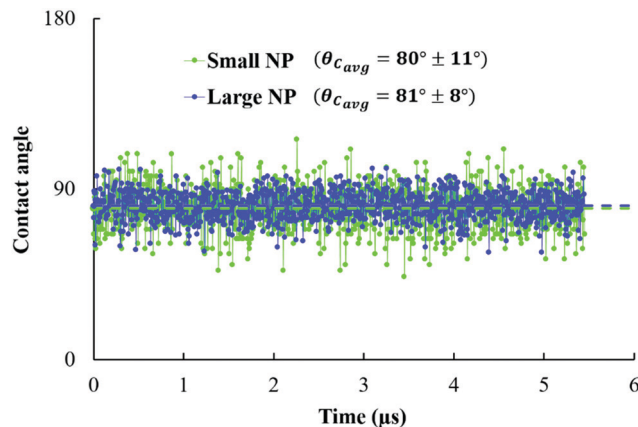 180
Small NP (θCavg = 80° ± 11°)
Large NP (θCavg = 81° ± 8°)
Contact angle
90
0
0 1 2 3 4 5 6
Time (μs)